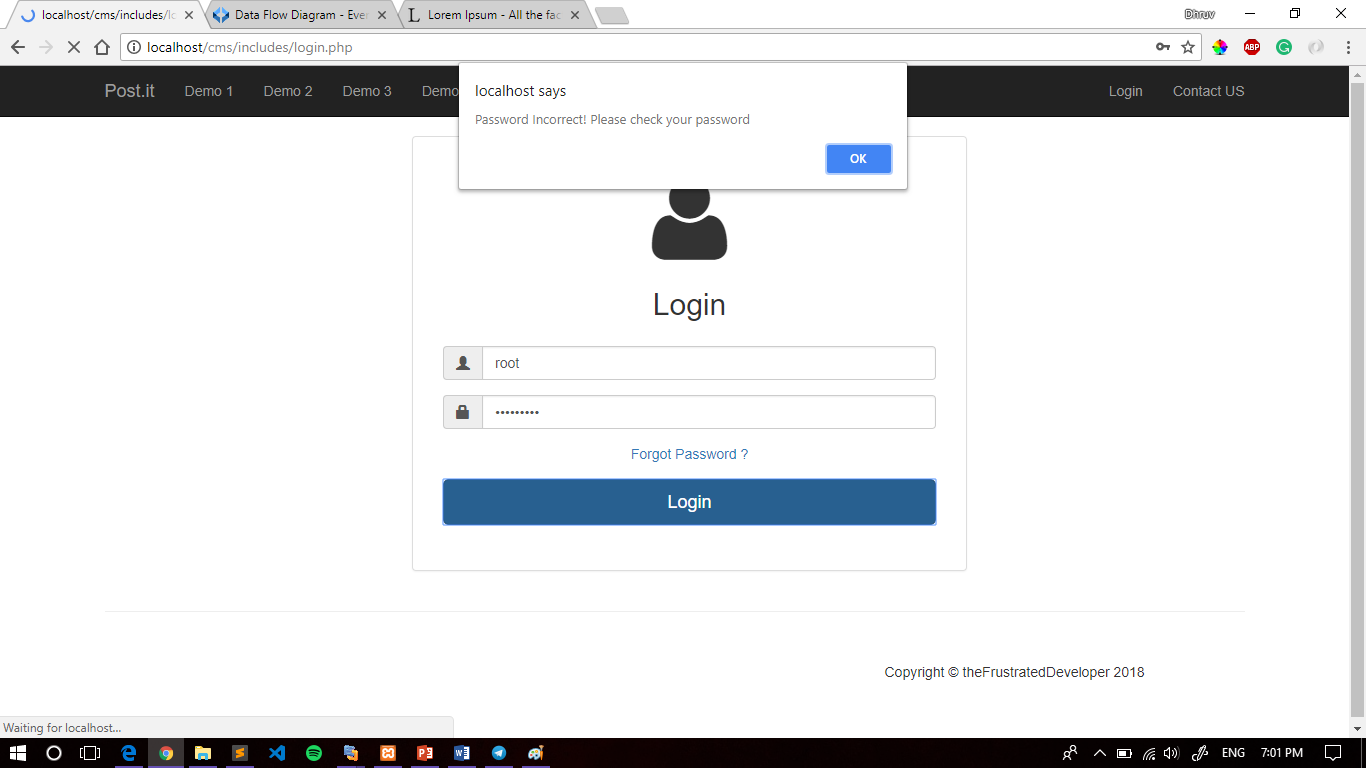 localhost/cms/includes/lo
Data Flow Diagram - Ever
Lorem Ipsum - All the fac
Dhruv
localhost/cms/includes/login.php
ABP
Post.it
Demo 1
Demo 2
Demo 3
Demo
Login
Contact US
localhost says
Password Incorrect! Please check your password
OK
Login
root
Forgot Password ?
Login
Copyright © theFrustratedDeveloper 2018
Waiting for localhost...
ENG
7:01 PM